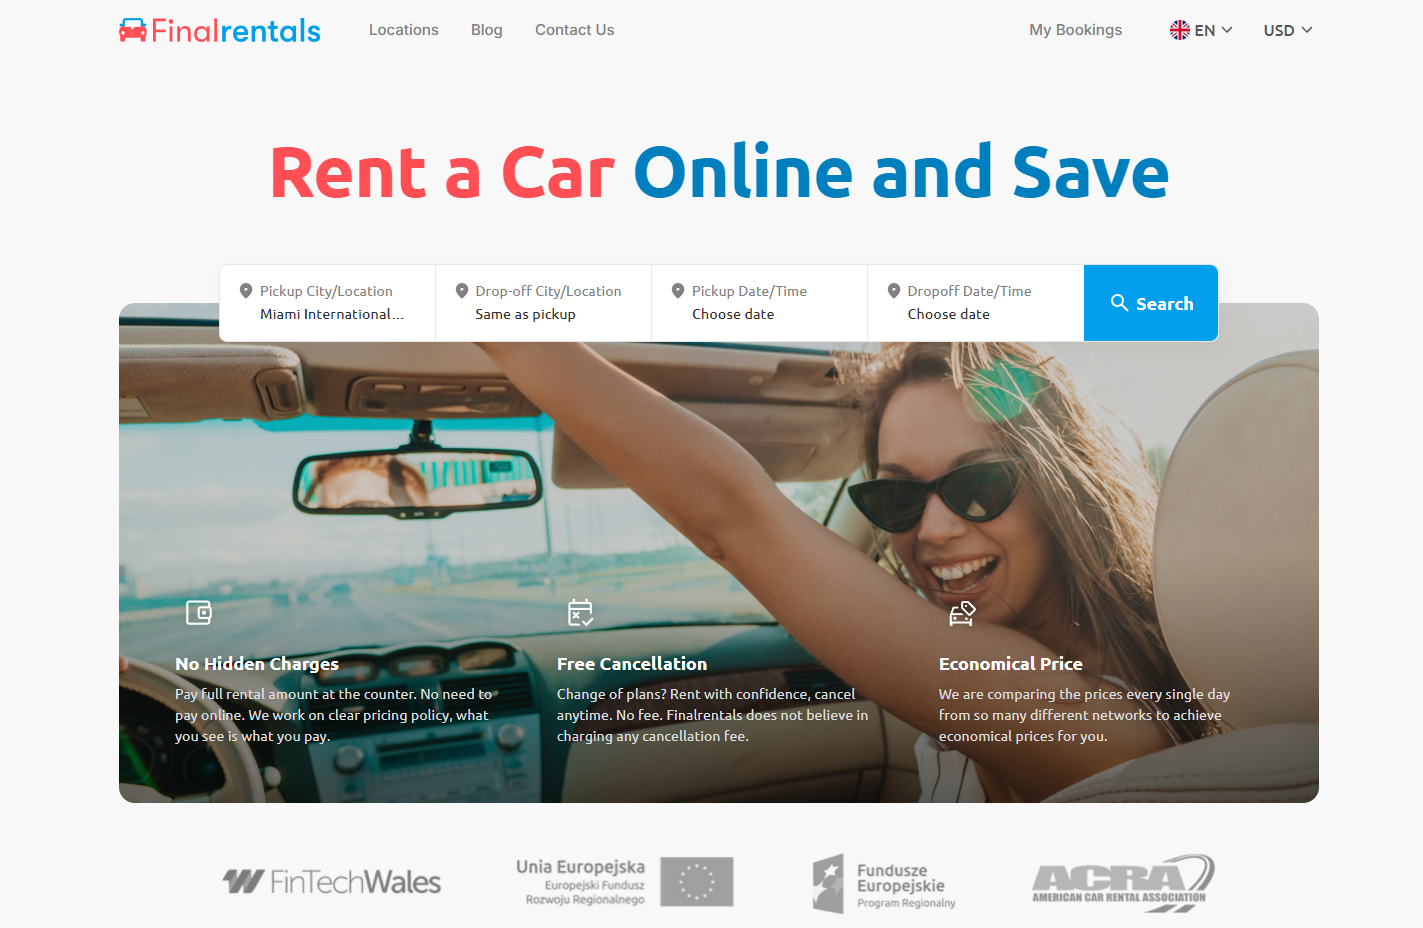 Finalrentals
Locations
Blog
Contact Us
My Bookings
EN
USD
Rent a Car Online and Save
Pickup City/Location
Miami International...
Drop-off City/Location
Same as pickup
Pickup Date/Time
Choose date
Dropoff Date/Time
Choose date
Search
No Hidden Charges
Pay full rental amount at the counter. No need to
pay online. We work on clear pricing policy, what
you see is what you pay.
Free Cancellation
Change of plans? Rent with confidence, cancel
anytime. No fee. Finalrentals does not believe in
charging any cancellation fee.
Economical Price
We are comparing the prices every single day
from so many different networks to achieve
economical prices for you.
FinTechWales
Unia Europejska
Europejski Fundusz
Rozwoju Regionalnego
Fundusze
Europejskie
Program Regionalny
ACRA
AMERICAN CAR RENTAL ASSOCIATION